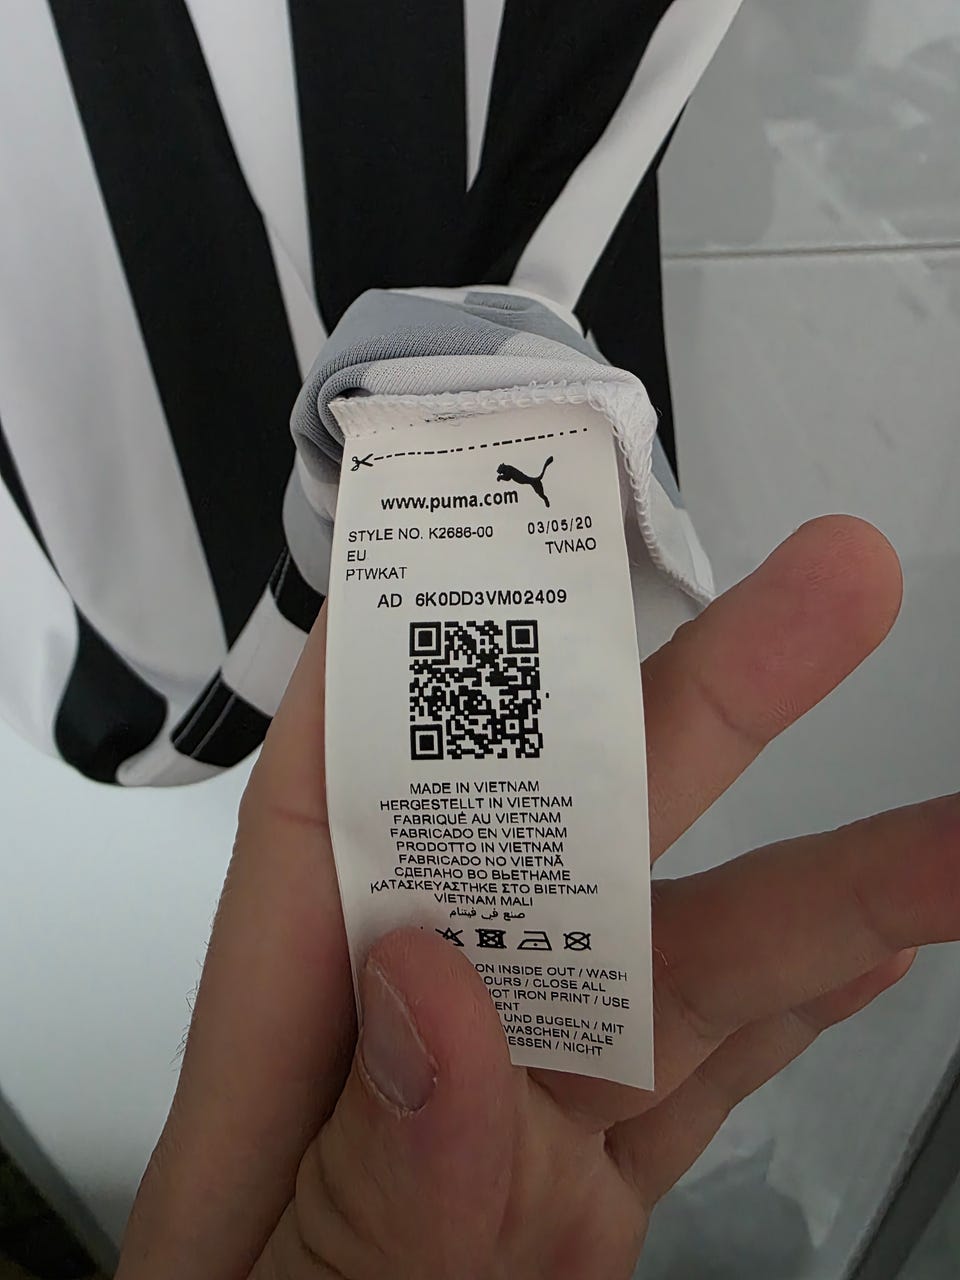 www.puma.com
STYLE NO. K2686-00 03/05/20
EU TVNAO
PTWKAT
AD 6K0DD3VM02409
MADE IN VIETNAM
HERGESTELLT IN VIETNAM
FABRIQUÉ AU VIETNAM
FABRICADO EN VIETNAM
PRODOTTO IN VIETNAM
FABRICADO NO VIETNÃ
СДЕЛАНО ВО ВЬЕТНАМЕ
ΚΑΤΑΣΚΕΥΑΣΤΗΚΕ ΣΤΟ ΒΙΕΤΝΑΜ
VİETNAM MALI
صنع في فيتنام
ON INSIDE OUT / WASH
OURS / CLOSE ALL
NOT IRON PRINT / USE
ENT
UND BUGELN / MIT
WASCHEN / ALLE
ESSEN / NICHT